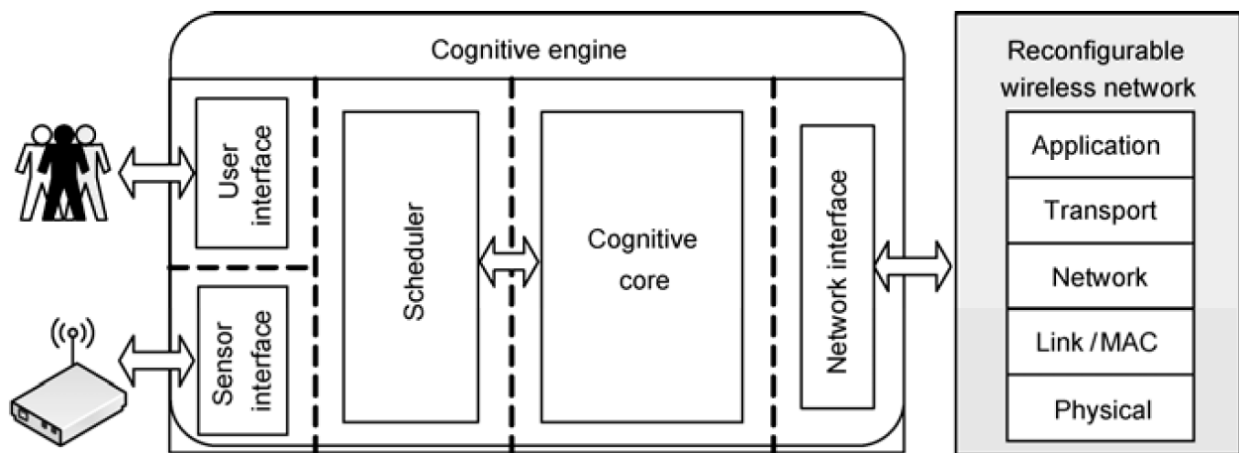 Cognitive engine
User
interface
Sensor
interface
Scheduler
Cognitive
core
Network interface
Reconfigurable
wireless network
Application
Transport
Network
Link/MAC
Physical